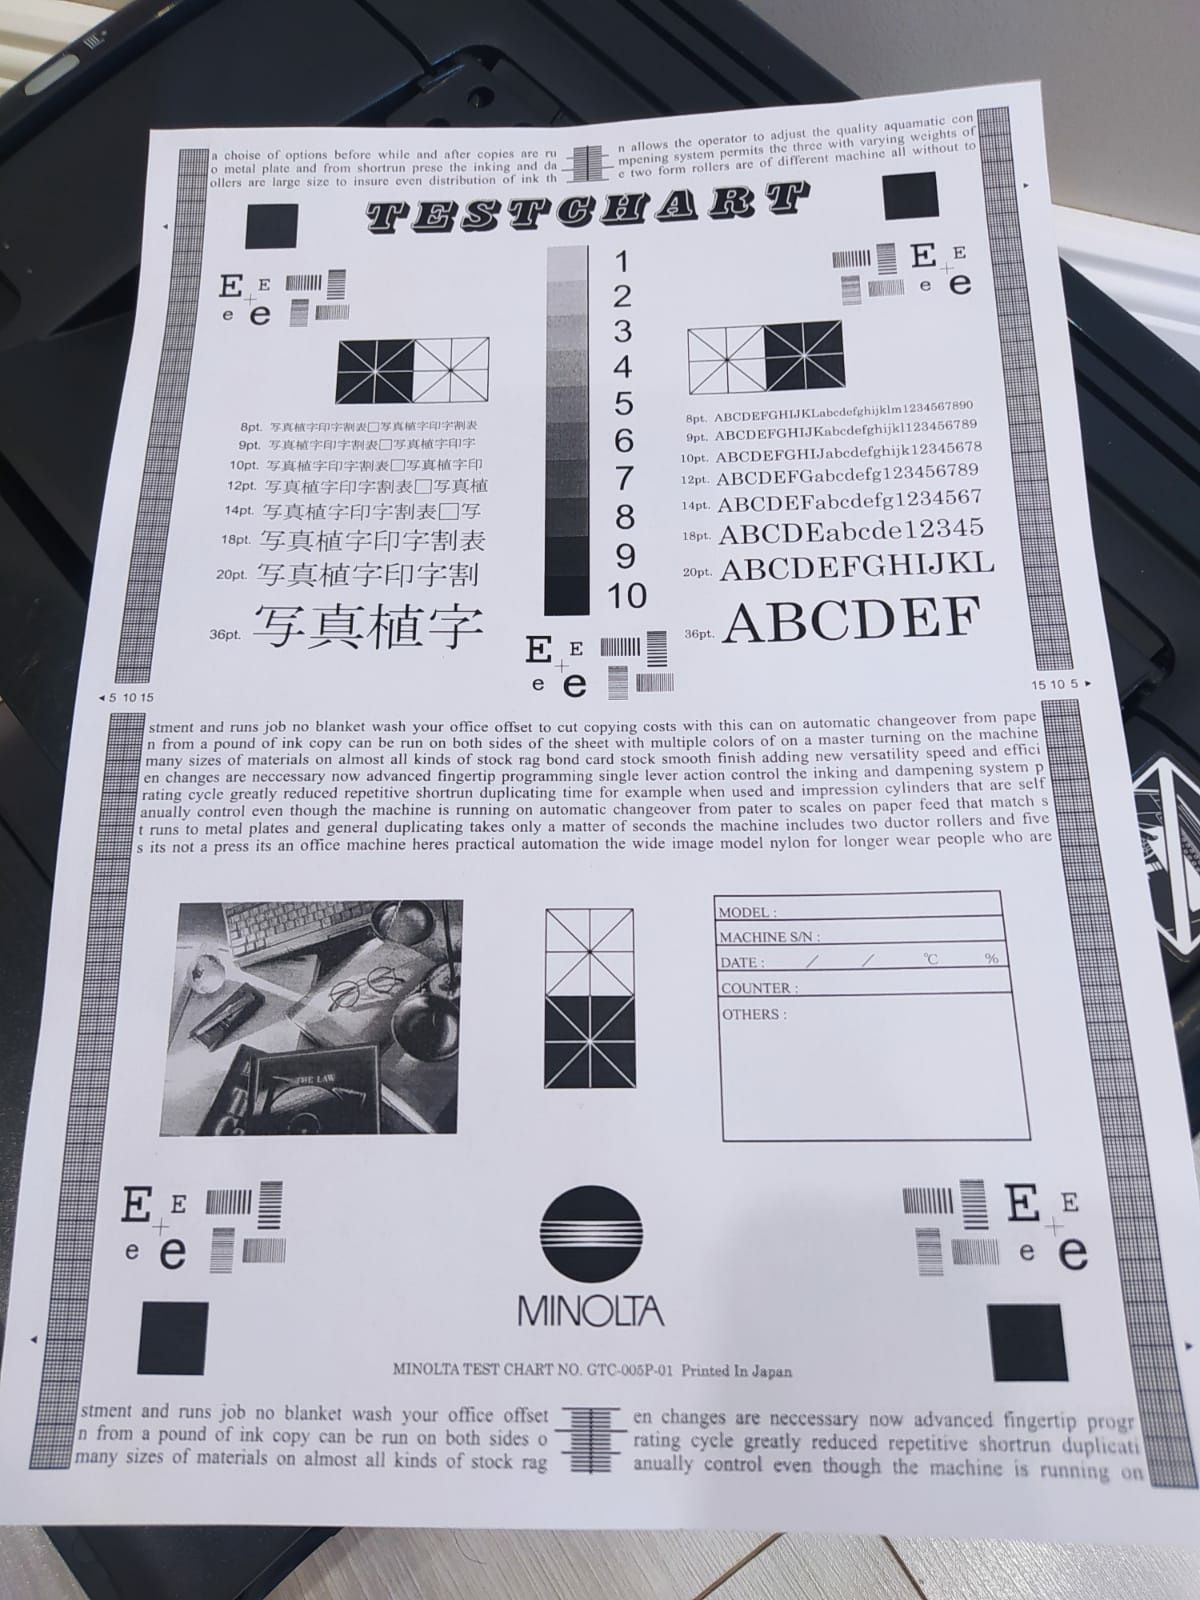 a choise of options before while and after copies are ru
o metal plate and from shortrun prese the inking and da
ollers are large size to insure even distribution of ink th
n allows the operator to adjust the quality aquamatic con
mpening system permits the three with varying weights of
e two form rollers are of different machine all without to
TESTCHART
E E
e e
1
2
3
4
5
6
7
8
9
10
E E
e e
8pt. 写真植字印字割表□写真植字印字割表
9pt. 写真植字印字割表□写真植字印字
10pt. 写真植字印字割表□写真植字印
12pt. 写真植字印字割表□写真植
14pt. 写真植字印字割表□写
18pt. 写真植字印字割表
20pt. 写真植字印字割
36pt. 写真植字
8pt. ABCDEFGHIJKLabcdefghijklm1234567890
9pt. ABCDEFGHIJKabcdefghijkl123456789
10pt. ABCDEFGHIJabcdefghijk12345678
12pt. ABCDEFGabcdefg123456789
14pt. ABCDEFabcdefg1234567
18pt. ABCDEabcde12345
20pt. ABCDEFGHIJKL
36pt. ABCDEF
E E
e e
5 10 15
15 10 5
stment and runs job no blanket wash your office offset to cut copying costs with this can on automatic changeover from pape
n from a pound of ink copy can be run on both sides of the sheet with multiple colors of on a master turning on the machine
many sizes of materials on almost all kinds of stock rag bond card stock smooth finish adding new versatility speed and effici
en changes are neccessary now advanced fingertip programming single lever action control the inking and dampening system p
rating cycle greatly reduced repetitive shortrun duplicating time for example when used and impression cylinders that are self
anually control even though the machine is running on automatic changeover from pater to scales on paper feed that match s
t runs to metal plates and general duplicating takes only a matter of seconds the machine includes two ductor rollers and five
s its not a press its an office machine heres practical automation the wide image model nylon for longer wear people who are
THE LAW
MODEL :
MACHINE S/N :
DATE : / / ℃ %
COUNTER :
OTHERS :
E E
e e
E E
e e
MINOLTA
MINOLTA TEST CHART NO. GTC-005P-01 Printed In Japan
stment and runs job no blanket wash your office offset
n from a pound of ink copy can be run on both sides o
many sizes of materials on almost all kinds of stock rag
en changes are neccessary now advanced fingertip progr
rating cycle greatly reduced repetitive shortrun duplicati
anually control even though the machine is running on